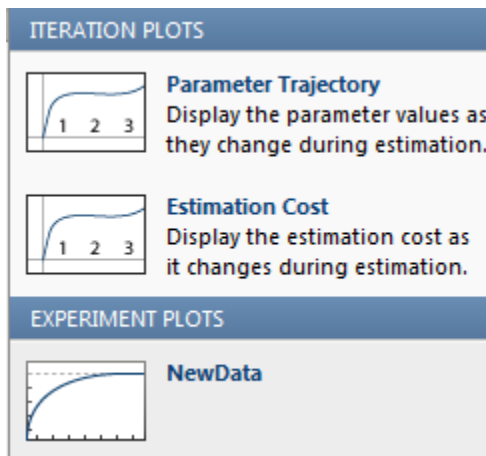 ITERATION PLOTS
1 2 3
Parameter Trajectory
Display the parameter values as
they change during estimation.
1 2 3
Estimation Cost
Display the estimation cost as
it changes during estimation.
EXPERIMENT PLOTS
NewData